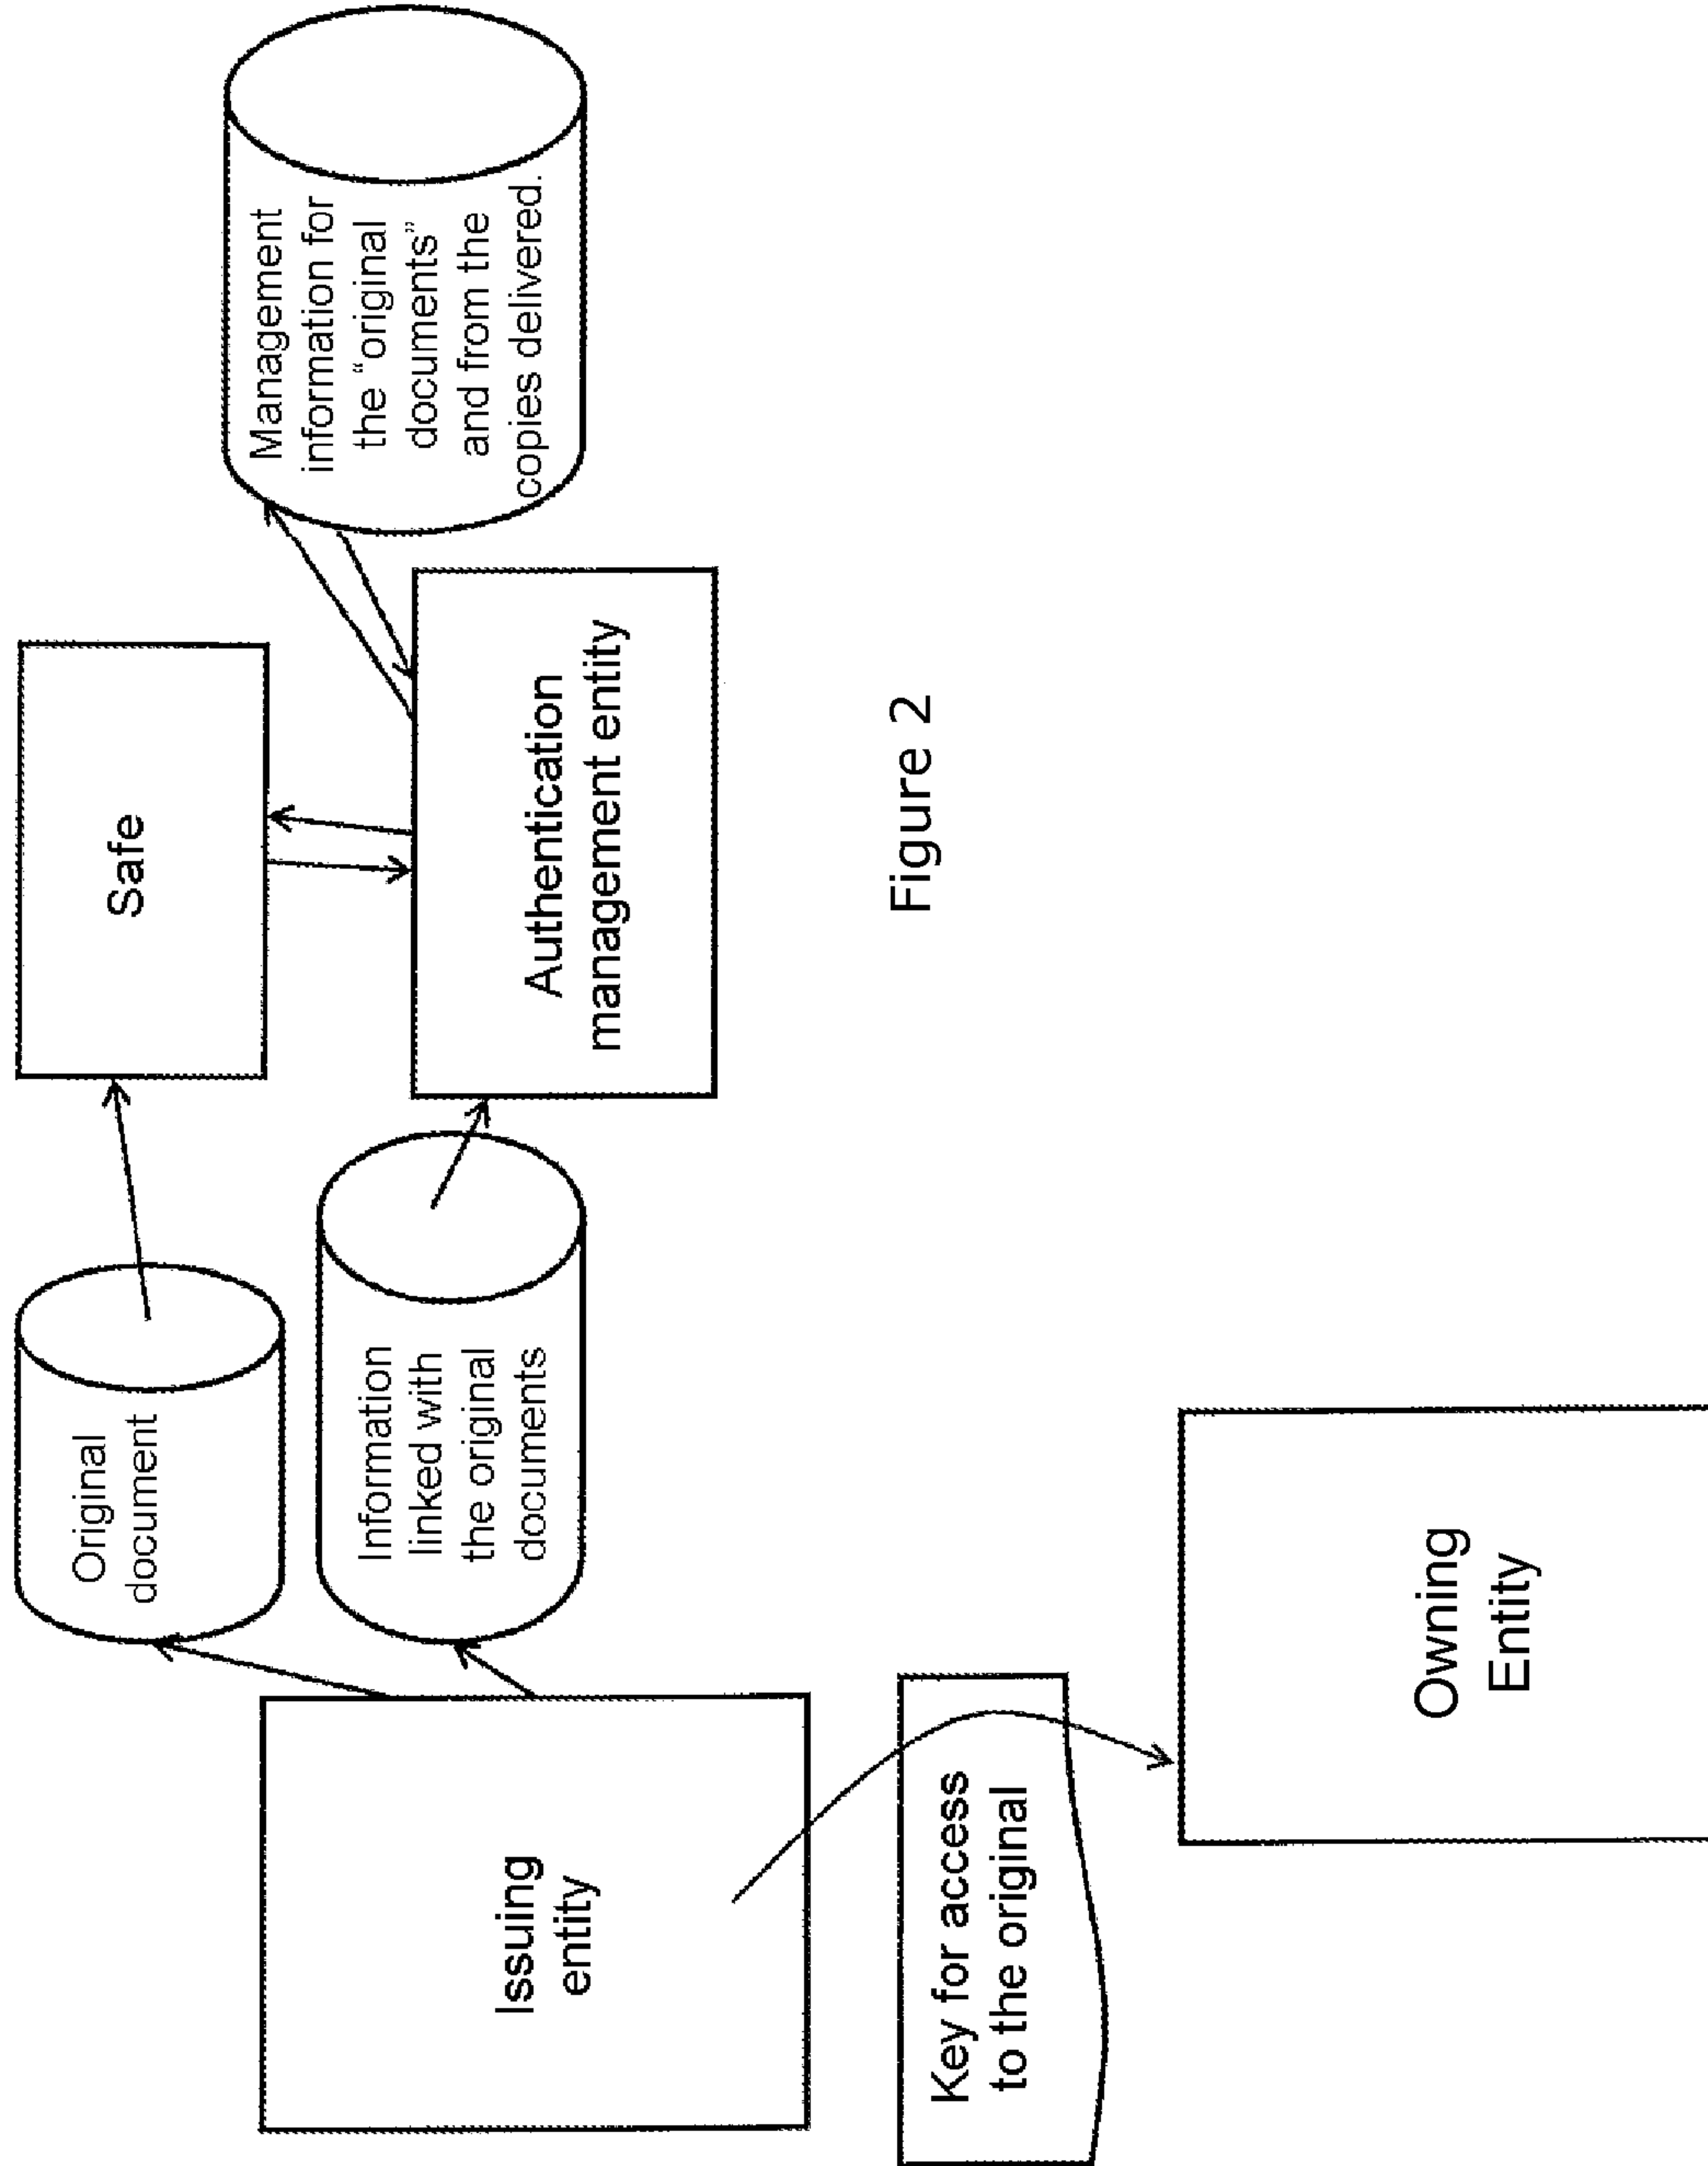 Original
document
Safe
Information
linked with
the original
documents
Management
information for
the “original
documents”
and from the
copies delivered.
Issuing
entity
Authentication
management entity
Key for access
to the original
Owning
Entity
Figure 2